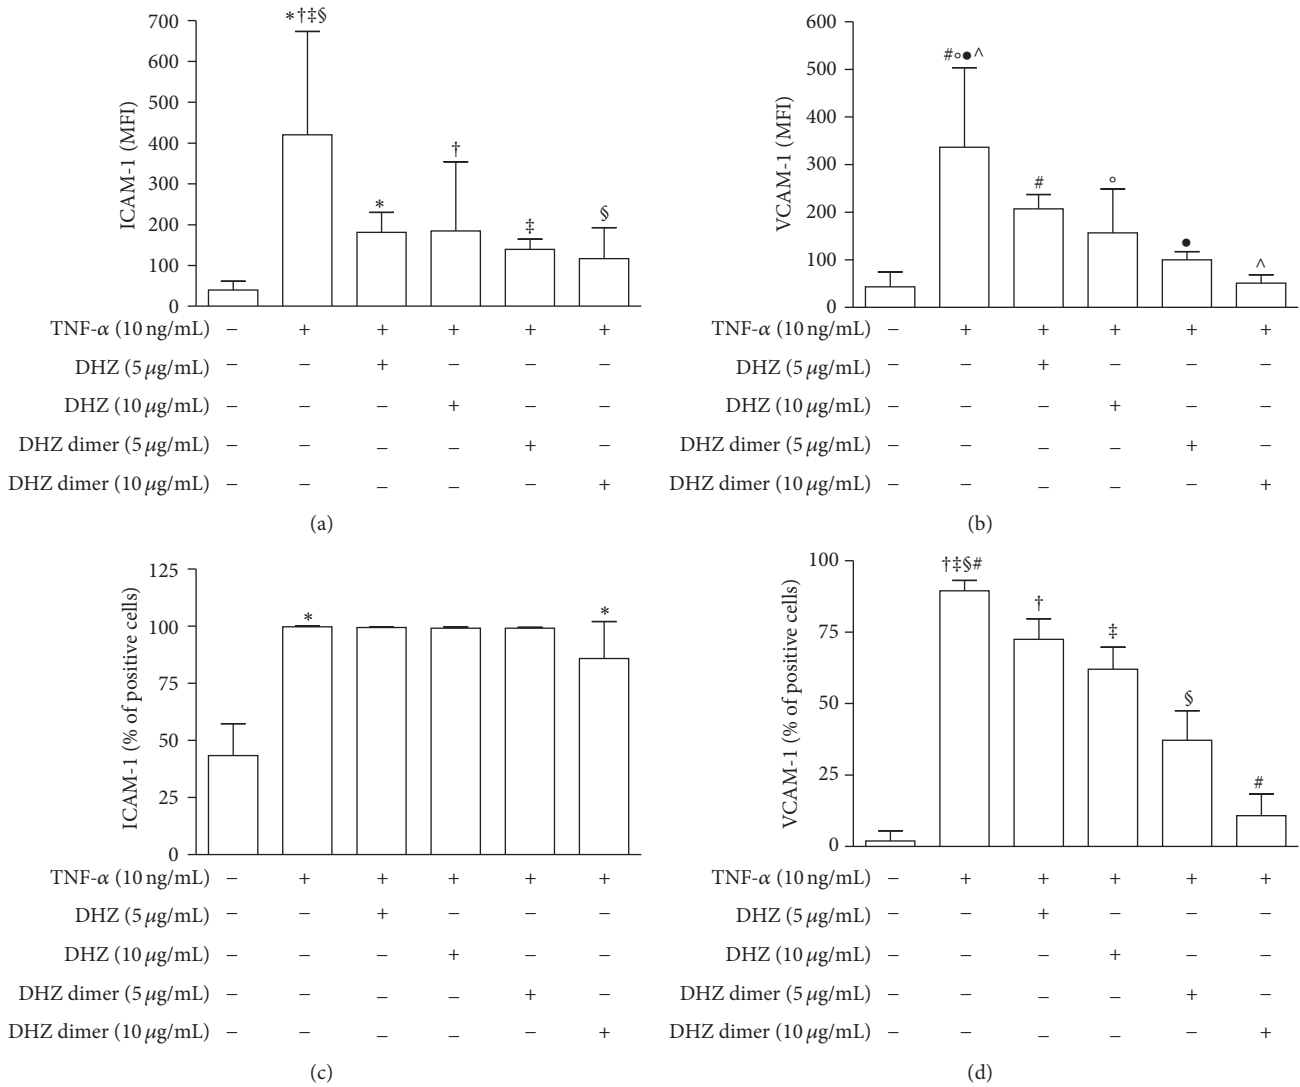 700
600
500
400
300
200
100
0
ICAM-1 (MFI)
*†‡§
*
†
‡
§
TNF-α (10 ng/mL) − + + + + +
DHZ (5 μg/mL) − − + − − −
DHZ (10 μg/mL) − − − + − −
DHZ dimer (5 μg/mL) − − − − + −
DHZ dimer (10 μg/mL) − − − − − +
(a)
600
500
400
300
200
100
0
VCAM-1 (MFI)
#∘●^
#
∘
●
^
TNF-α (10 ng/mL) − + + + + +
DHZ (5 μg/mL) − − + − − −
DHZ (10 μg/mL) − − − + − −
DHZ dimer (5 μg/mL) − − − − + −
DHZ dimer (10 μg/mL) − − − − − +
(b)
125
100
75
50
25
0
ICAM-1 (% of positive cells)
*
*
TNF-α (10 ng/mL) − + + + + +
DHZ (5 μg/mL) − − + − − −
DHZ (10 μg/mL) − − − + − −
DHZ dimer (5 μg/mL) − − − − + −
DHZ dimer (10 μg/mL) − − − − − +
(c)
100
75
50
25
0
VCAM-1 (% of positive cells)
†‡§#
†
‡
§
#
TNF-α (10 ng/mL) − + + + + +
DHZ (5 μg/mL) − − + − − −
DHZ (10 μg/mL) − − − + − −
DHZ dimer (5 μg/mL) − − − − + −
DHZ dimer (10 μg/mL) − − − − − +
(d)